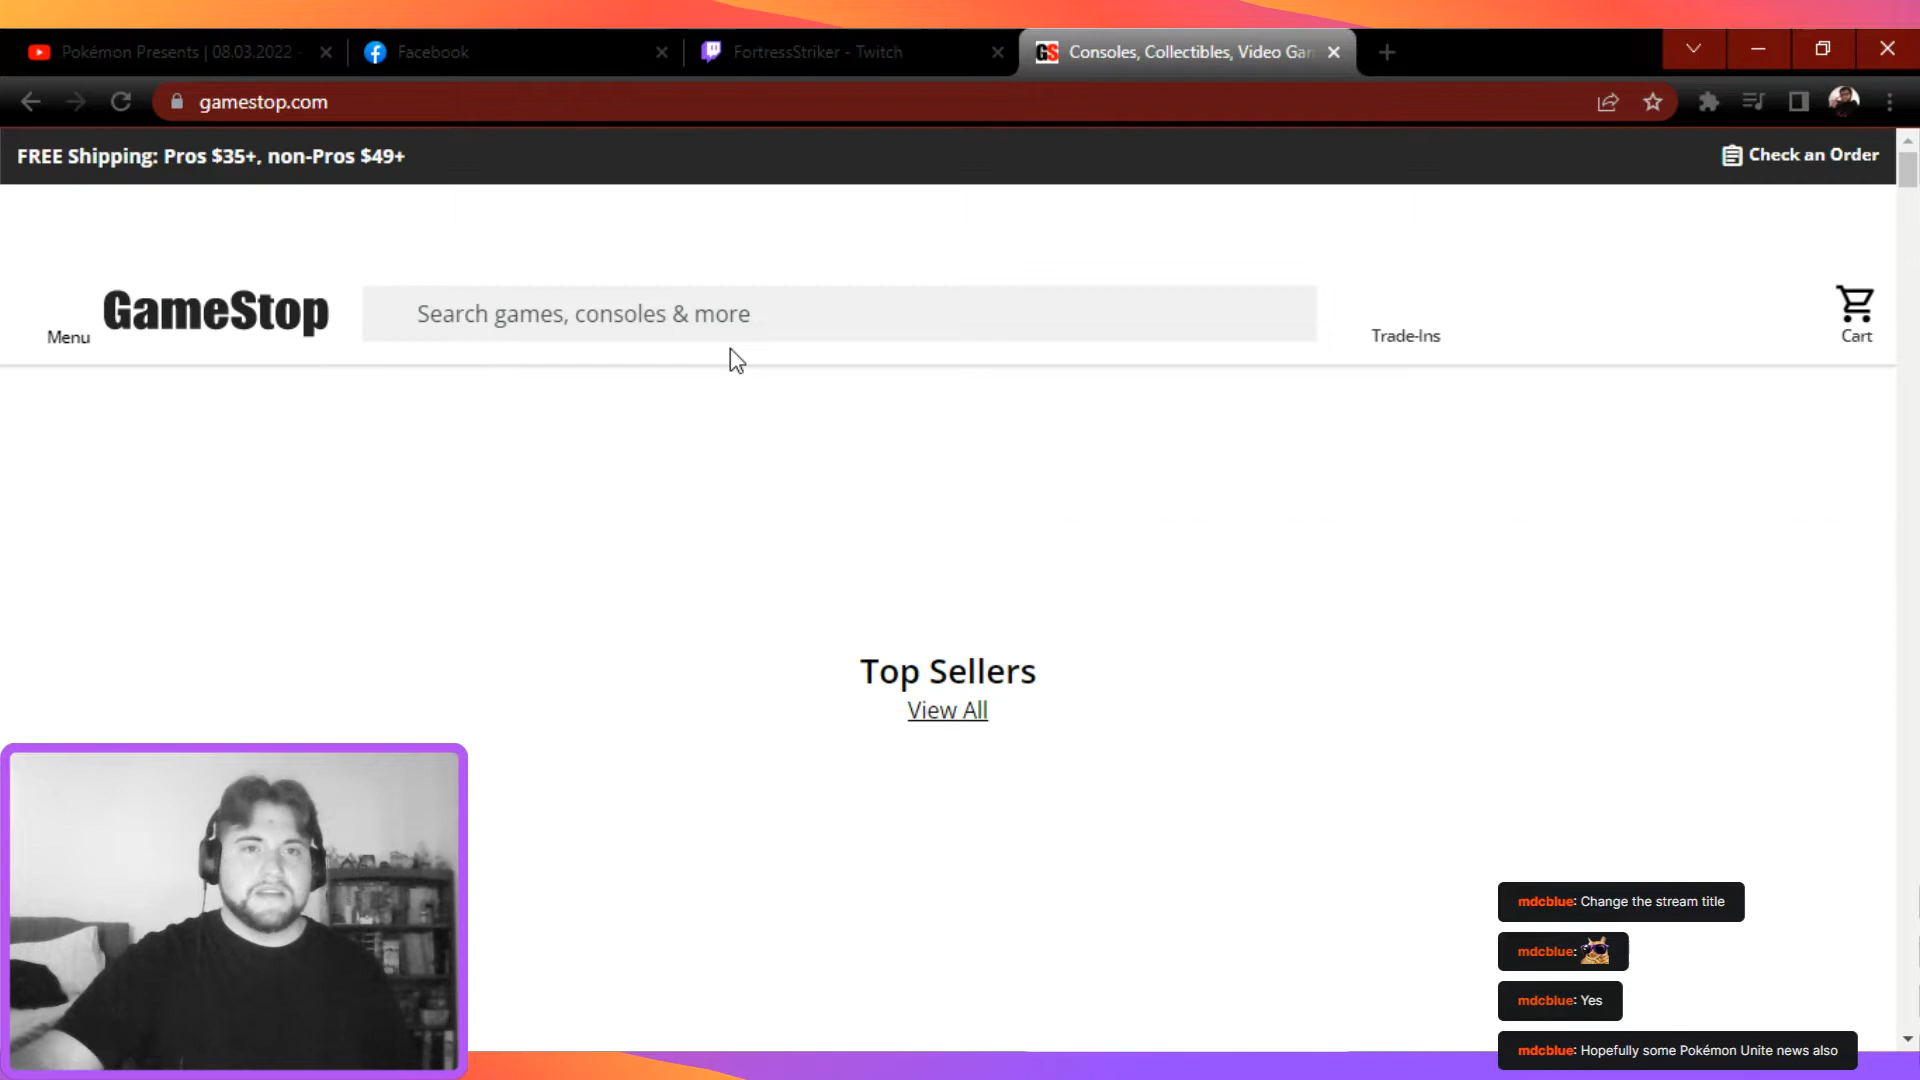 Pokémon Presents | 08.03.2022 -
Facebook
FortressStriker - Twitch
GS
Consoles, Collectibles, Video Gan
gamestop.com
FREE Shipping: Pros $35+, non-Pros $49+
Check an Order
Menu
GameStop
Search games, consoles & more
Trade-Ins
Cart
Top Sellers
View All
mdcblue: Change the stream title
mdcblue:
mdcblue: Yes
mdcblue: Hopefully some Pokémon Unite news also